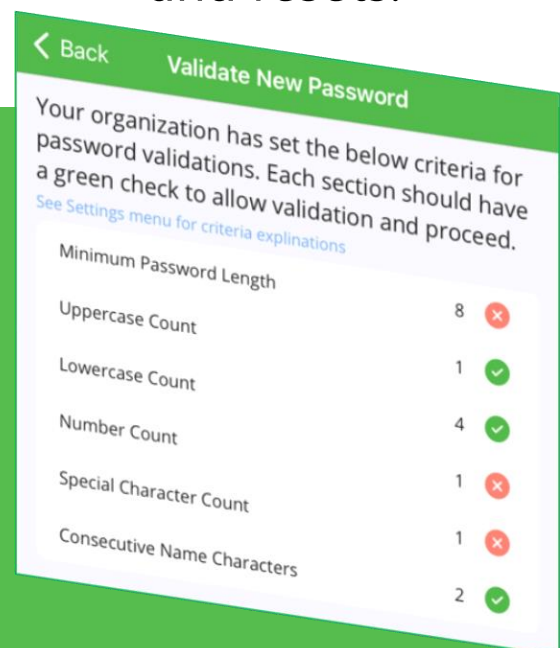 and resets.
Back
Validate New Password
Your organization has set the below criteria for
password validations. Each section should have
a green check to allow validation and proceed.
See Settings menu for criteria explinations
Minimum Password Length 8
Uppercase Count 1
Lowercase Count 4
Number Count 1
Special Character Count 1
Consecutive Name Characters 2